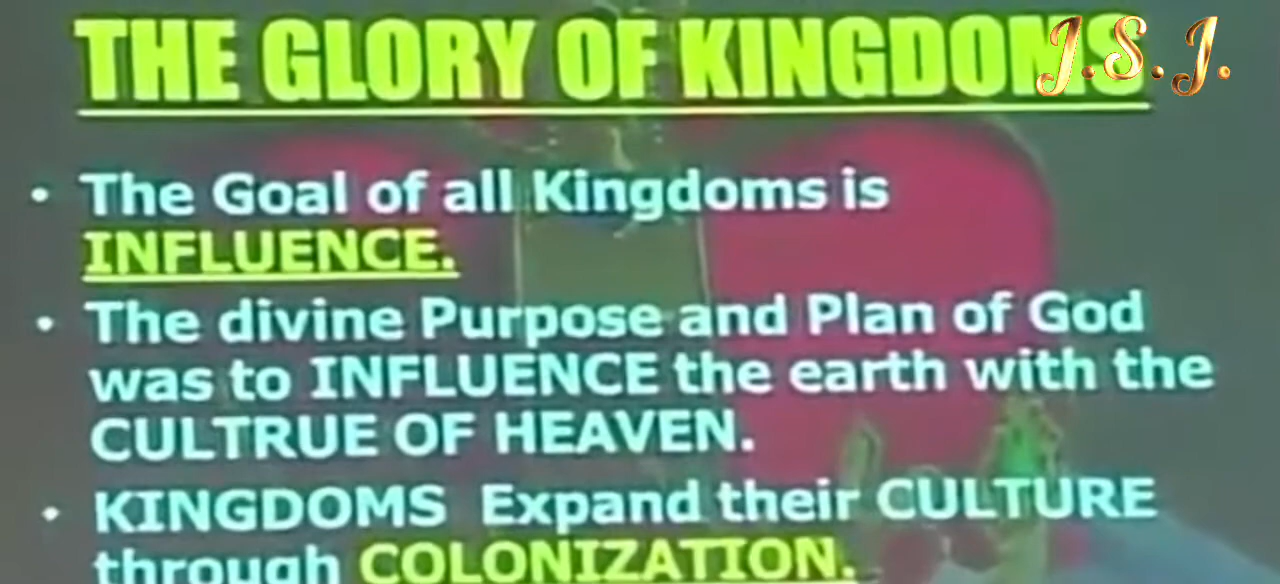 THE GLORY OF KINGDOMS
J.S.J.
• The Goal of all Kingdoms is
INFLUENCE.
• The divine Purpose and Plan of God
was to INFLUENCE the earth with the
CULTRUE OF HEAVEN.
• KINGDOMS Expand their CULTURE
through COLONIZATION.